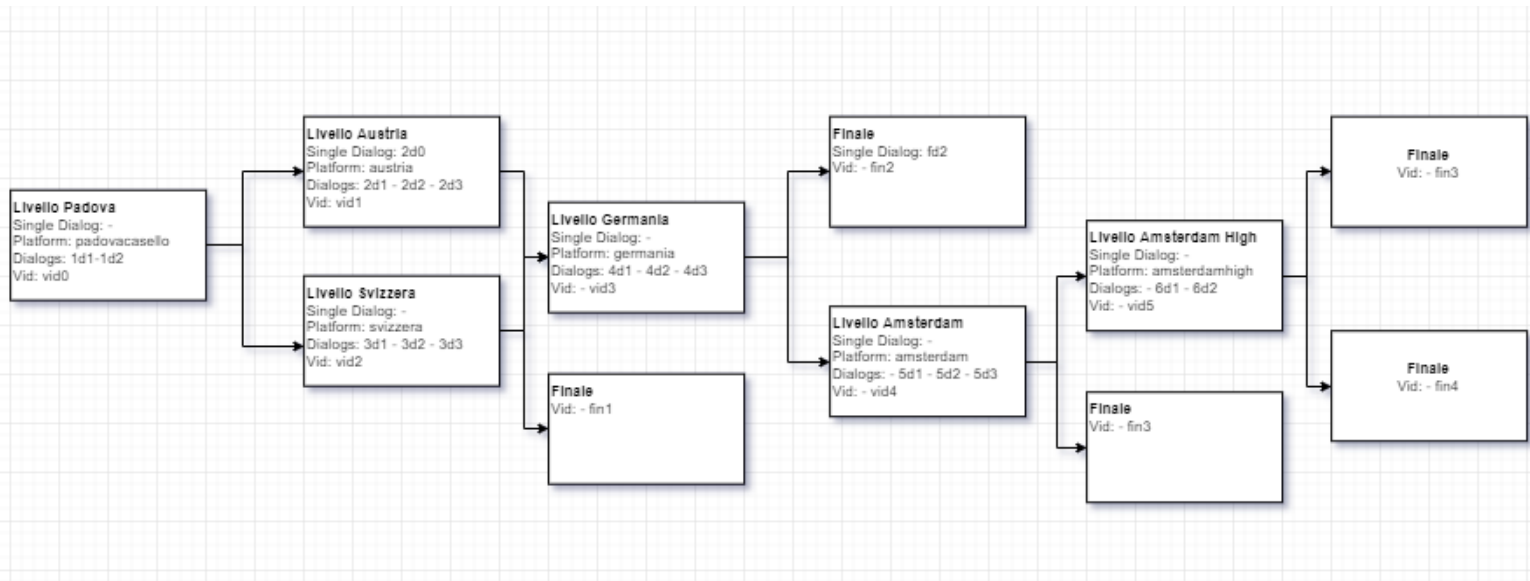 Livello Padova
Single Dialog: -
Platform: padovacasello
Dialogs: 1d1-1d2
Vid: vid0
Livello Austria
Single Dialog: 2d0
Platform: austria
Dialogs: 2d1 - 2d2 - 2d3
Vid: vid1
Livello Svizzera
Single Dialog: -
Platform: svizzera
Dialogs: 3d1 - 3d2 - 3d3
Vid: vid2
Livello Germania
Single Dialog: -
Platform: germania
Dialogs: 4d1 - 4d2 - 4d3
Vid: - vid3
Finale
Vid: - fin1
Finale
Single Dialog: fd2
Vid: - fin2
Livello Amsterdam
Single Dialog: -
Platform: amsterdam
Dialogs: - 5d1 - 5d2 - 5d3
Vid: - vid4
Livello Amsterdam High
Single Dialog: -
Platform: amsterdamhigh
Dialogs: - 6d1 - 6d2
Vid: - vid5
Finale
Vid: - fin3
Finale
Vid: - fin3
Finale
Vid: - fin4